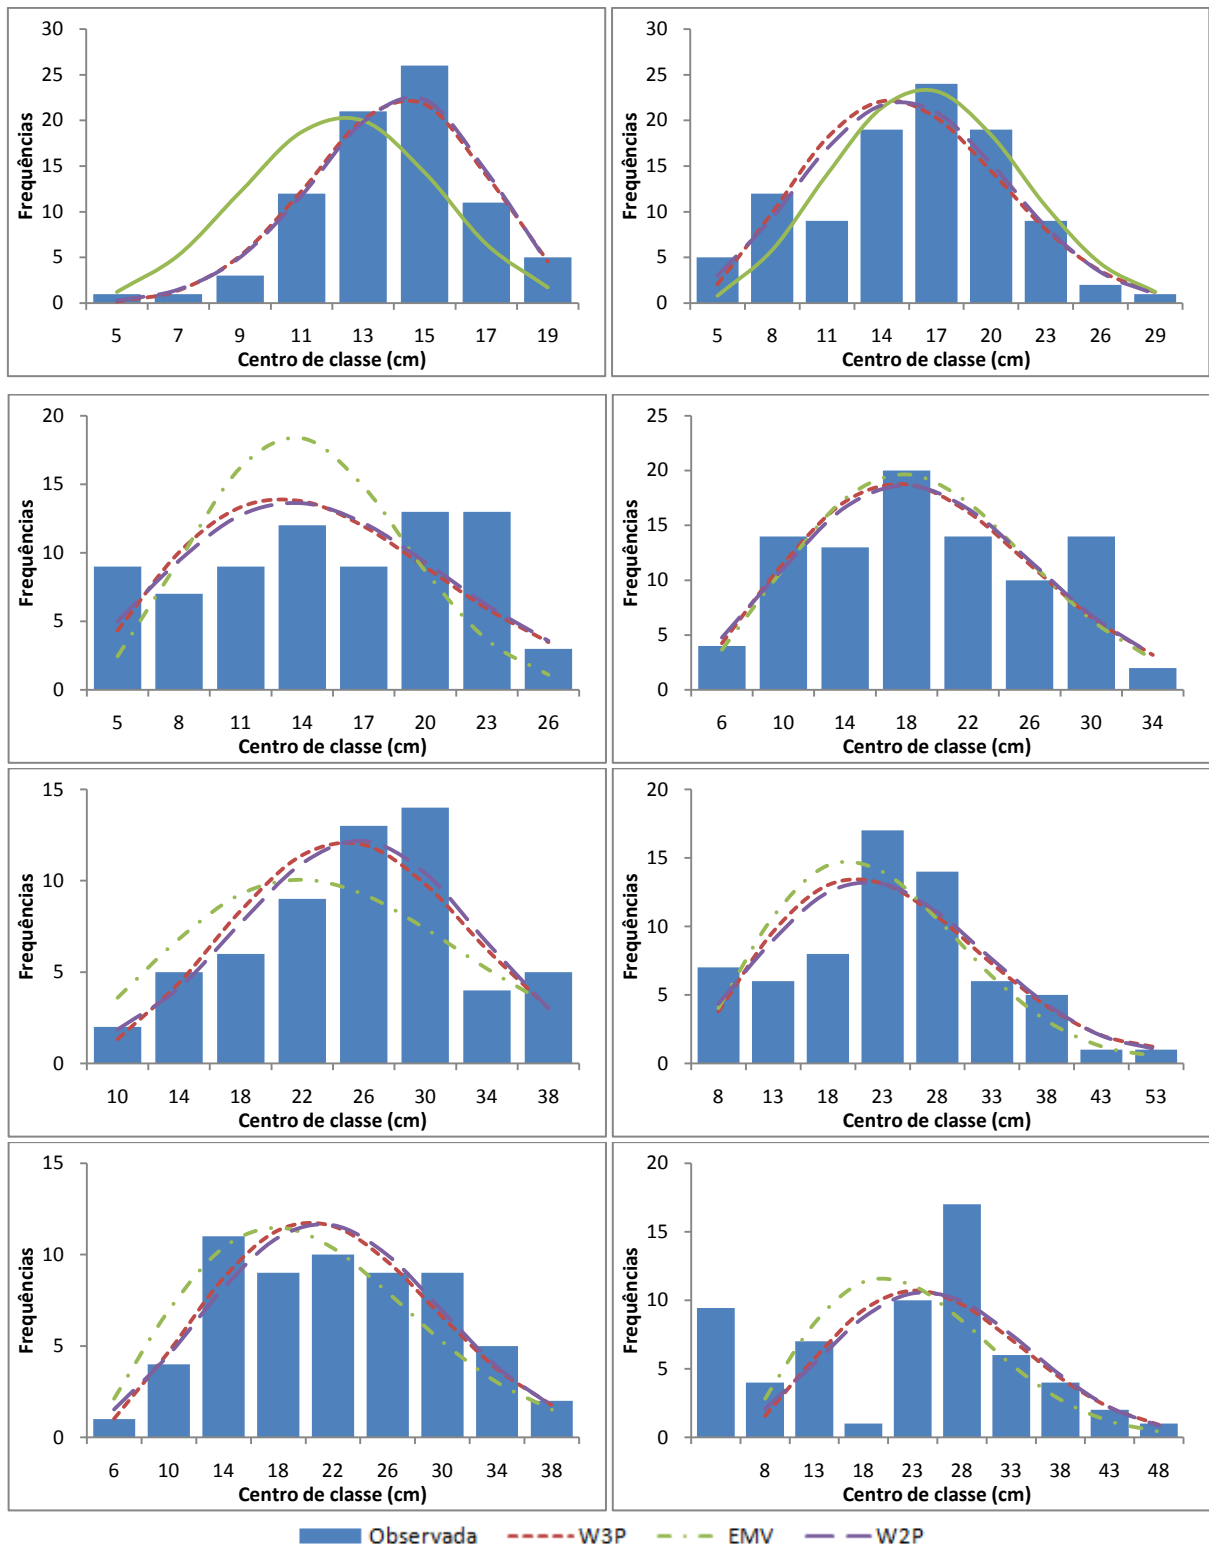 30
25
20
15
10
5
0
Frequências
5 7 9 11 13 15 17 19
Centro de classe (cm)
30
25
20
15
10
5
0
Frequências
5 8 11 14 17 20 23 26 29
Centro de classe (cm)
20
15
10
5
0
Frequências
5 8 11 14 17 20 23 26
Centro de classe (cm)
25
20
15
10
5
0
Frequências
6 10 14 18 22 26 30 34
Centro de classe (cm)
15
10
5
0
Frequências
10 14 18 22 26 30 34 38
Centro de classe (cm)
20
15
10
5
0
Frequências
8 13 18 23 28 33 38 43 53
Centro de classe (cm)
15
10
5
0
Frequências
6 10 14 18 22 26 30 34 38
Centro de classe (cm)
20
15
10
5
0
Frequências
8 13 18 23 28 33 38 43 48
Centro de classe (cm)
Observada W3P EMV W2P